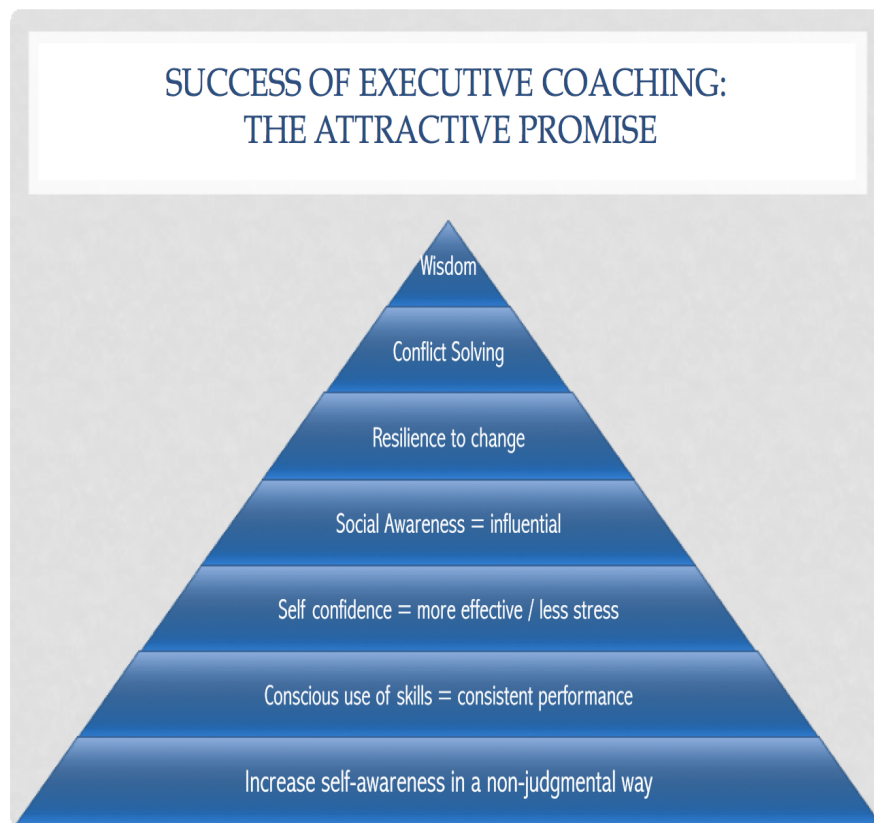 SUCCESS OF EXECUTIVE COACHING:
THE ATTRACTIVE PROMISE
Wisdom
Conflict Solving
Resilience to change
Social Awareness = influential
Self confidence = more effective / less stress
Conscious use of skills = consistent performance
Increase self-awareness in a non-judgmental way